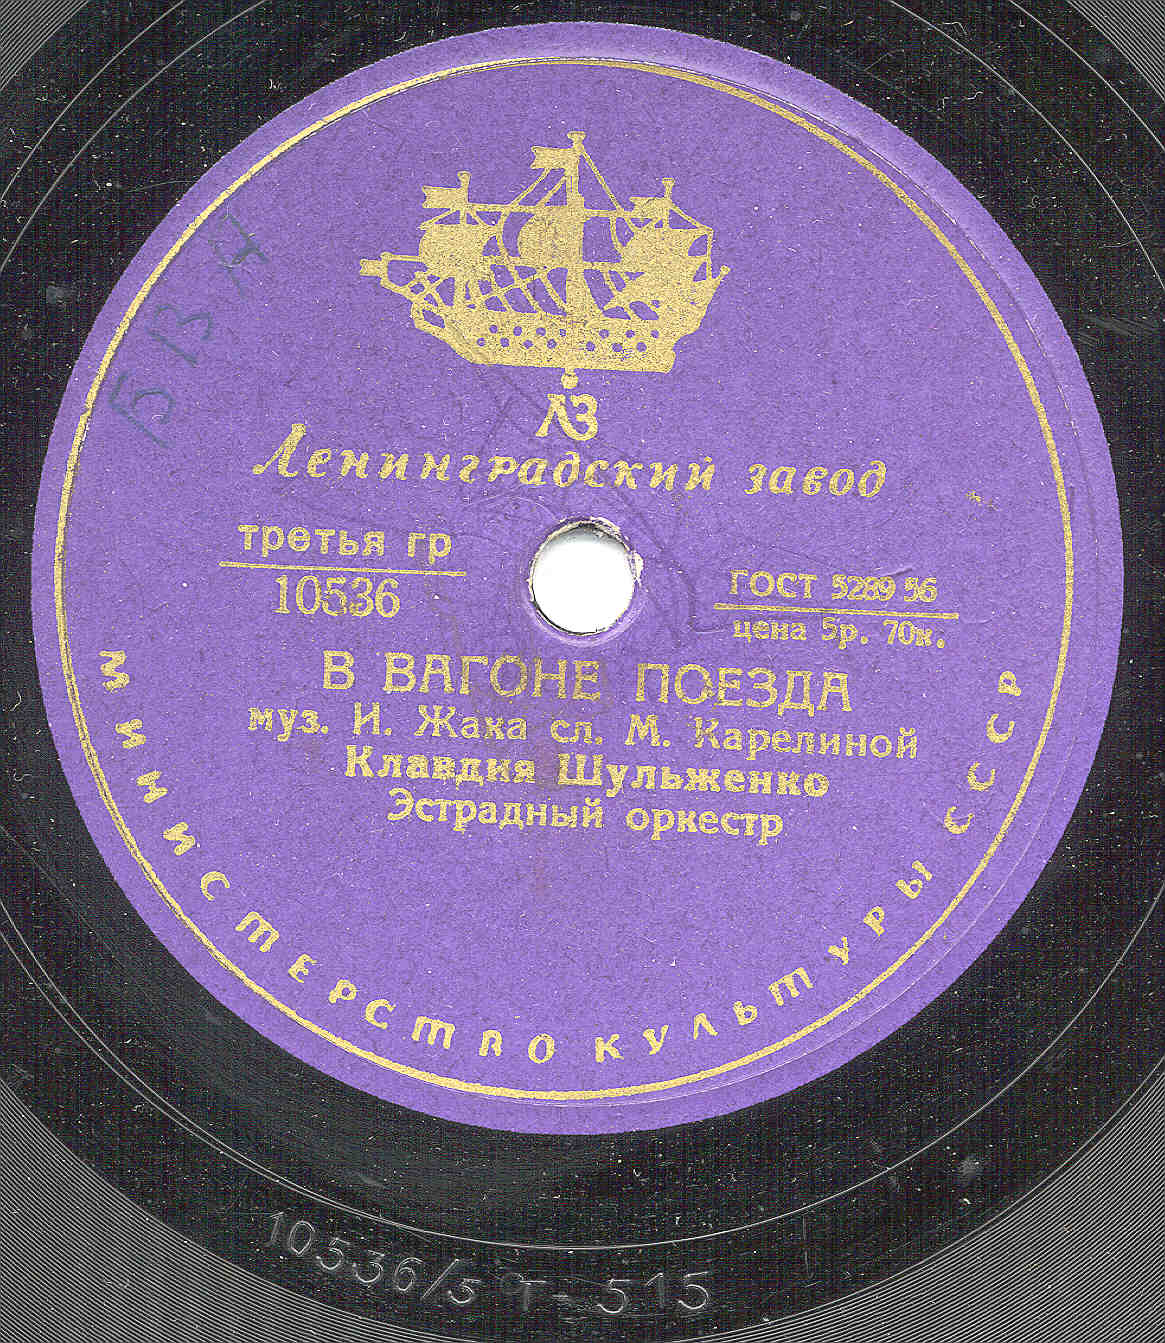 БВЯ
ЛЗ
Ленинградский завод
третья гр
10536
ГОСТ 5289 56
цена 5р. 70к.
В ВАГОНЕ ПОЕЗДА
муз. И. Жака сл. М. Карелиной
Клавдия Шульженко
Эстрадный оркестр
МИНИСТЕРСТВО КУЛЬТУРЫ СССР
10536/5 Т-515